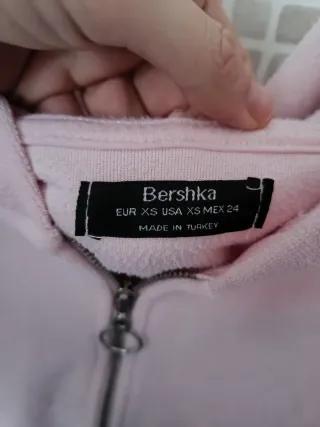 Bershka
EUR XS USA XS MEX 24
MADE IN TURKEY